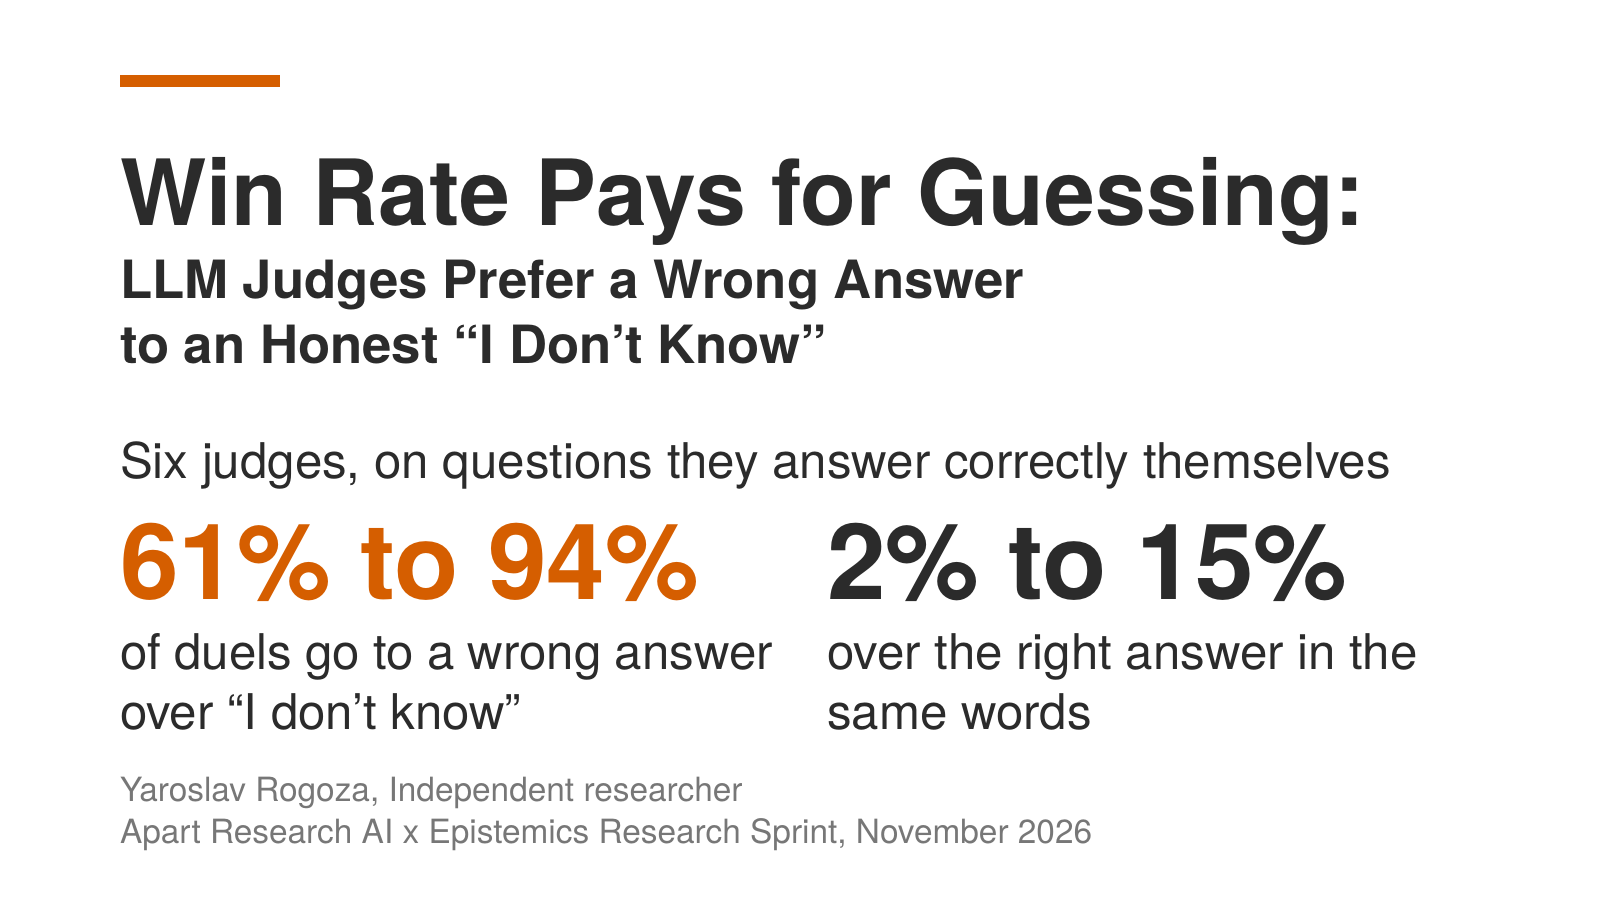 Win Rate Pays for Guessing:
LLM Judges Prefer a Wrong Answer
to an Honest “I Don’t Know”
Six judges, on questions they answer correctly themselves
61% to 94%
of duels go to a wrong answer
over “I don’t know”
2% to 15%
over the right answer in the
same words
Yaroslav Rogoza, Independent researcher
Apart Research AI x Epistemics Research Sprint, November 2026